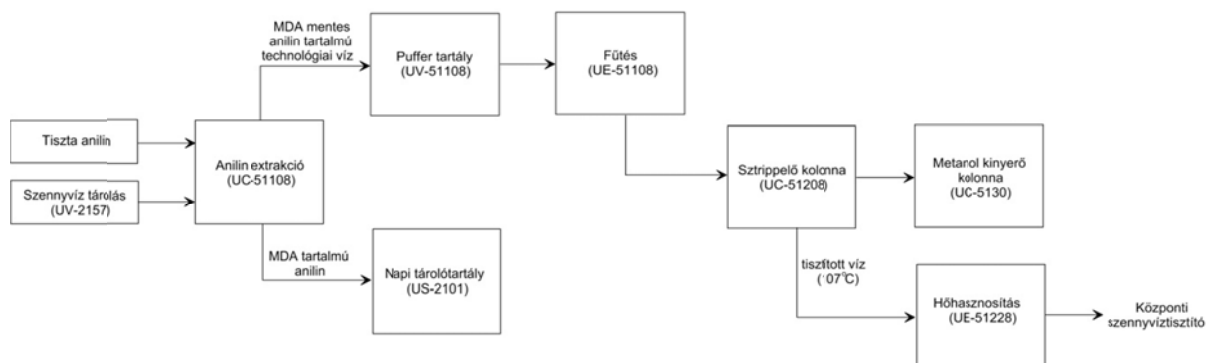 MDA mentes
anilin tartalmú
technológiai víz
Puffer tartály
(UV-51108)
Fűtés
(UE-51108)
Tiszta anilin
Szennyvíz tárolás
(UV-2157)
Anilin extrakció
(UC-51108)
Sztrippelő kolonna
(UC-51208)
Metarol kinyerő
kolonna
(UC-5130)
MDA tartalmú
anilin
Napi tárolótartály
(US-2101)
tisztított víz
(107°C)
Hőhasznosítás
(UE-51228)
Központi
szennyvíztisztító